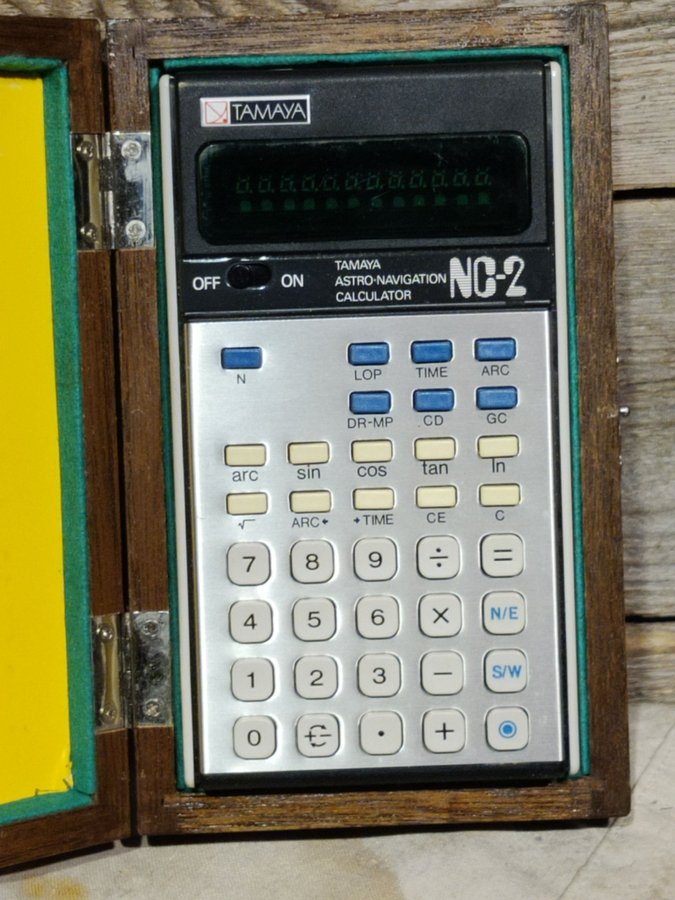 TAMAYA
OFF ON
TAMAYA
ASTRO-NAVIGATION
CALCULATOR
NC-2
N LOP TIME ARC
DR-MP CD GC
arc sin cos tan ln
√‾ ARC← →TIME CE C
7 8 9 ÷ =
4 5 6 × N/E
1 2 3 − S/W
0 • +